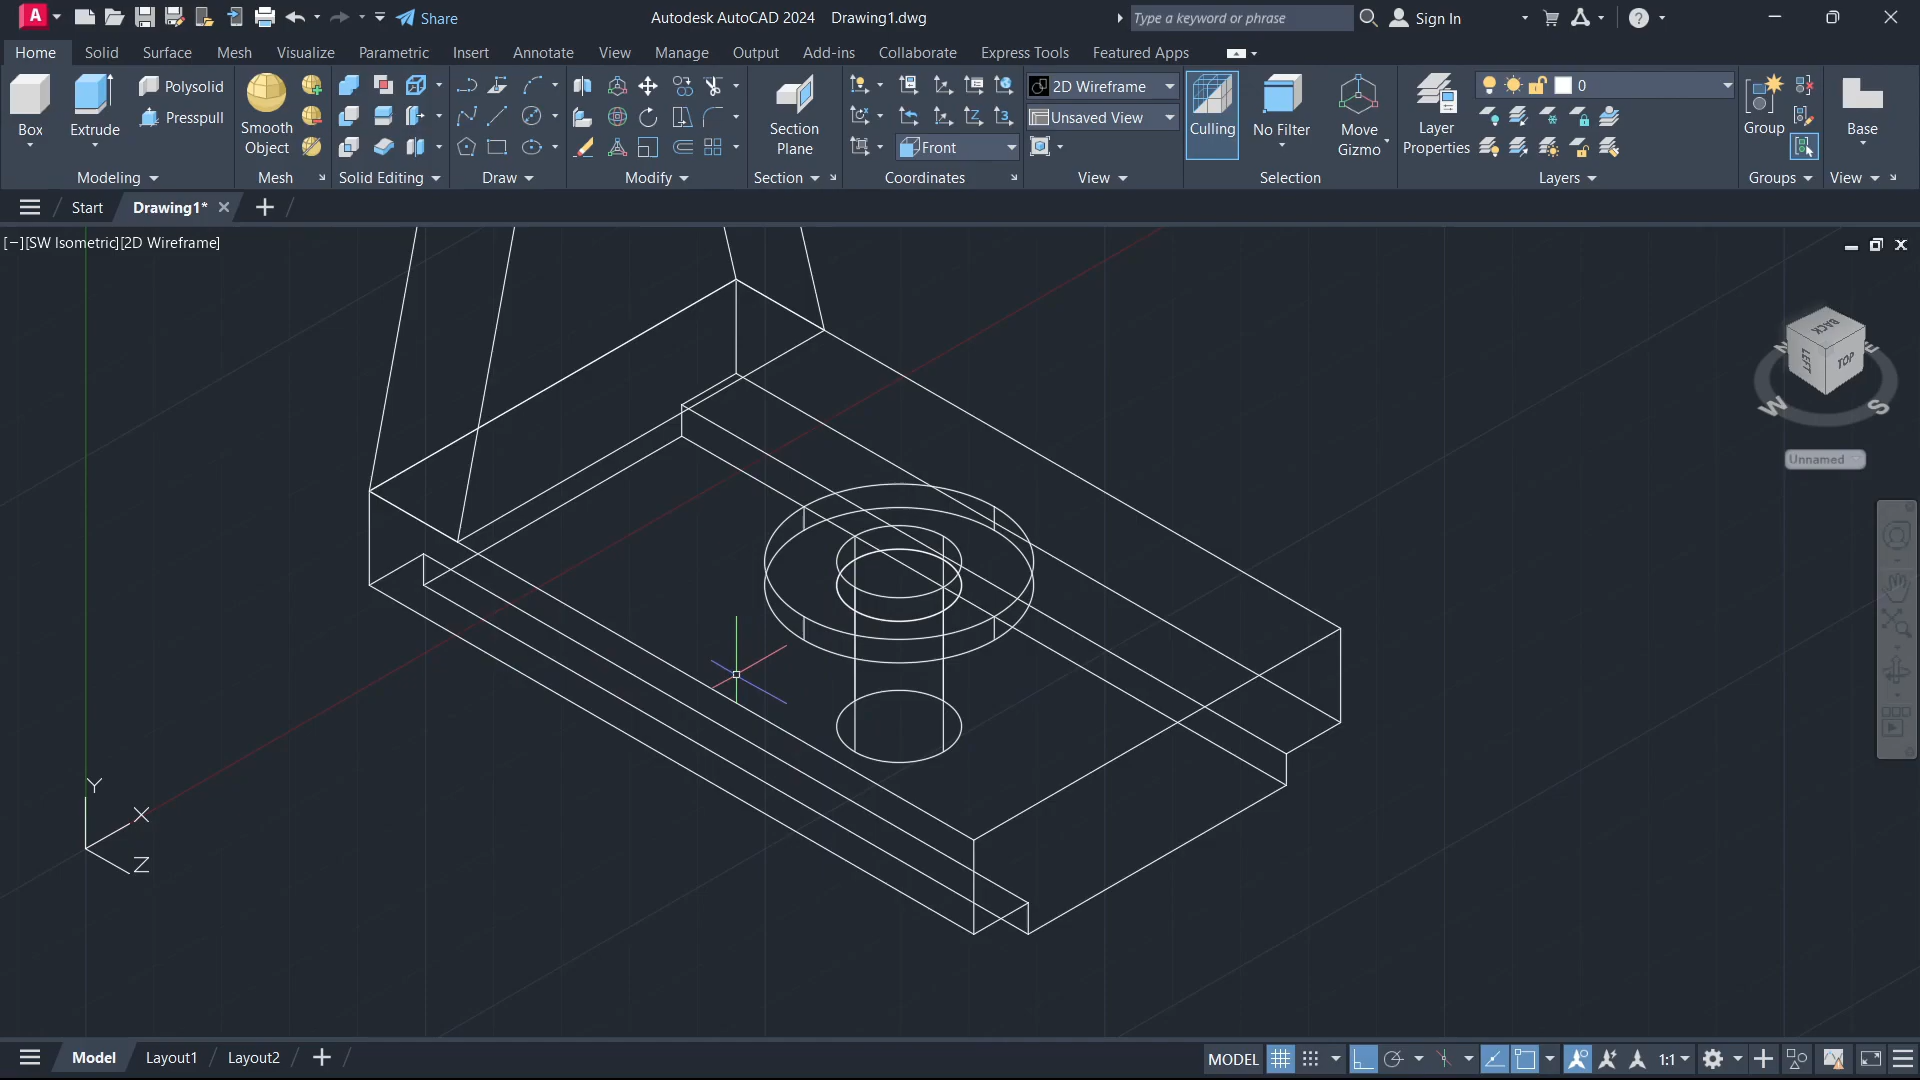 A Share Autodesk AutoCAD 2024 Drawing1.dwg Type a keyword or phrase Sign In
Home Solid Surface Mesh Visualize Parametric Insert Annotate View Manage Output Add-ins Collaborate Express Tools Featured Apps
Box Extrude Polysolid Presspull Smooth Object Section Plane 2D Wireframe Unsaved View Front Culling No Filter Move Gizmo Layer Properties 0 Group Base
Modeling Mesh Solid Editing Draw Modify Section Coordinates View Selection Layers Groups View
Start Drawing1*
[−][SW Isometric][2D Wireframe]
BACK
LEFT TOP
N E
W S
Unnamed
Y
X
Z
Model Layout1 Layout2 MODEL 1:1